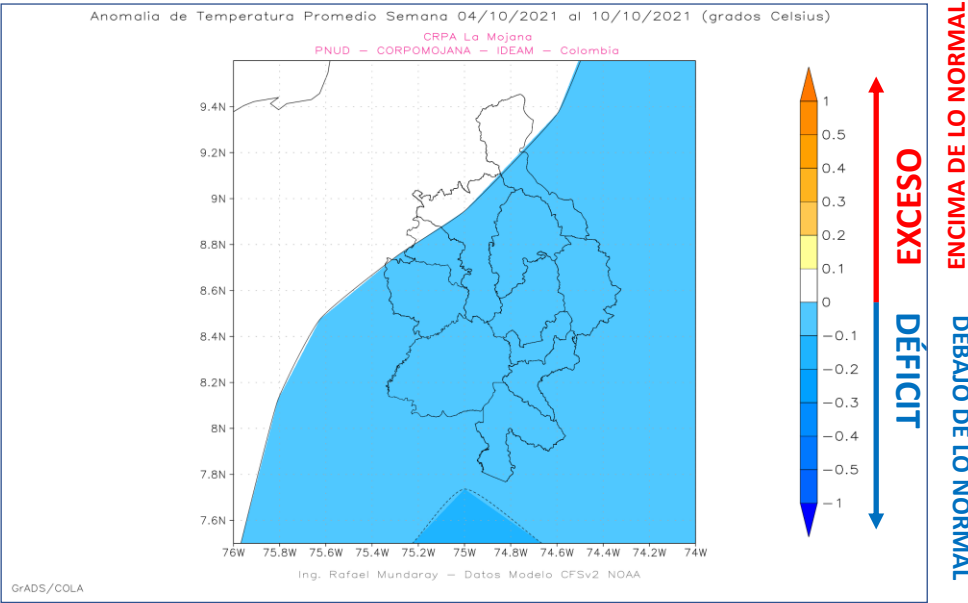 Anomalia de Temperatura Promedio Semana 04/10/2021 al 10/10/2021 (grados Celsius)
CRPA La Mojana
PNUD – CORPOMOJANA – IDEAM – Colombia
9.4N
9.2N
9N
8.8N
8.6N
8.4N
8.2N
8N
7.8N
7.6N
76W 75.8W 75.6W 75.4W 75.2W 75W 74.8W 74.6W 74.4W 74.2W 74W
1
0.5
0.4
0.3
0.2
0.1
0
−0.1
−0.2
−0.3
−0.4
−0.5
−1
EXCESO
DÉFICIT
ENCIMA DE LO NORMAL
DEBAJO DE LO NORMAL
Ing. Rafael Mundaray – Datos Modelo CFSv2 NOAA
GrADS/COLA